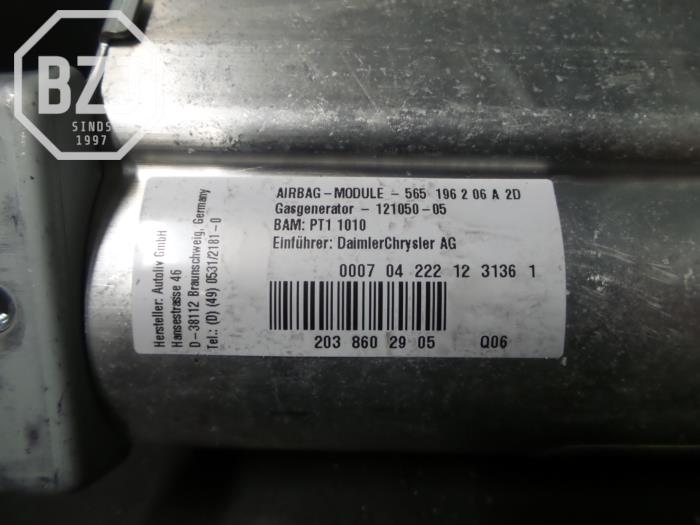 BZJ
SINDS
1997
AIRBAG-MODULE - 565 196 2 06 A 2D
Gasgenerator - 121050-05
BAM: PT1 1010
Einführer: DaimlerChrysler AG
0007 04 222 12 3136 1
203 860 29 05 Q06
Hersteller: Autoliv GmbH
Hansestrasse 46
D-38112 Braunschweig, Germany
Tel.: (0) (49) 0531/2181-0